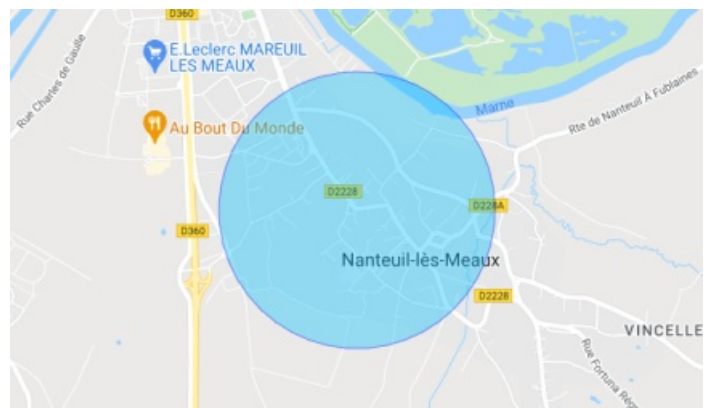 D360
E.Leclerc MAREUIL
LES MEAUX
Rue Charles de Gaulle
Marne
Rte de Nanteuil À Fublaines
Au Bout Du Monde
D2228
D228A
D360
Nanteuil-lès-Meaux
D2228
VINCELLE
Rue Fortuna Règ